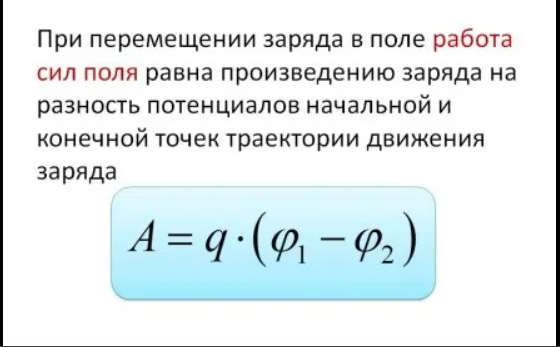 При перемещении заряда в поле работа
сил поля равна произведению заряда на
разность потенциалов начальной и
конечной точек траектории движения
заряда
A = q · (φ₁ − φ₂)